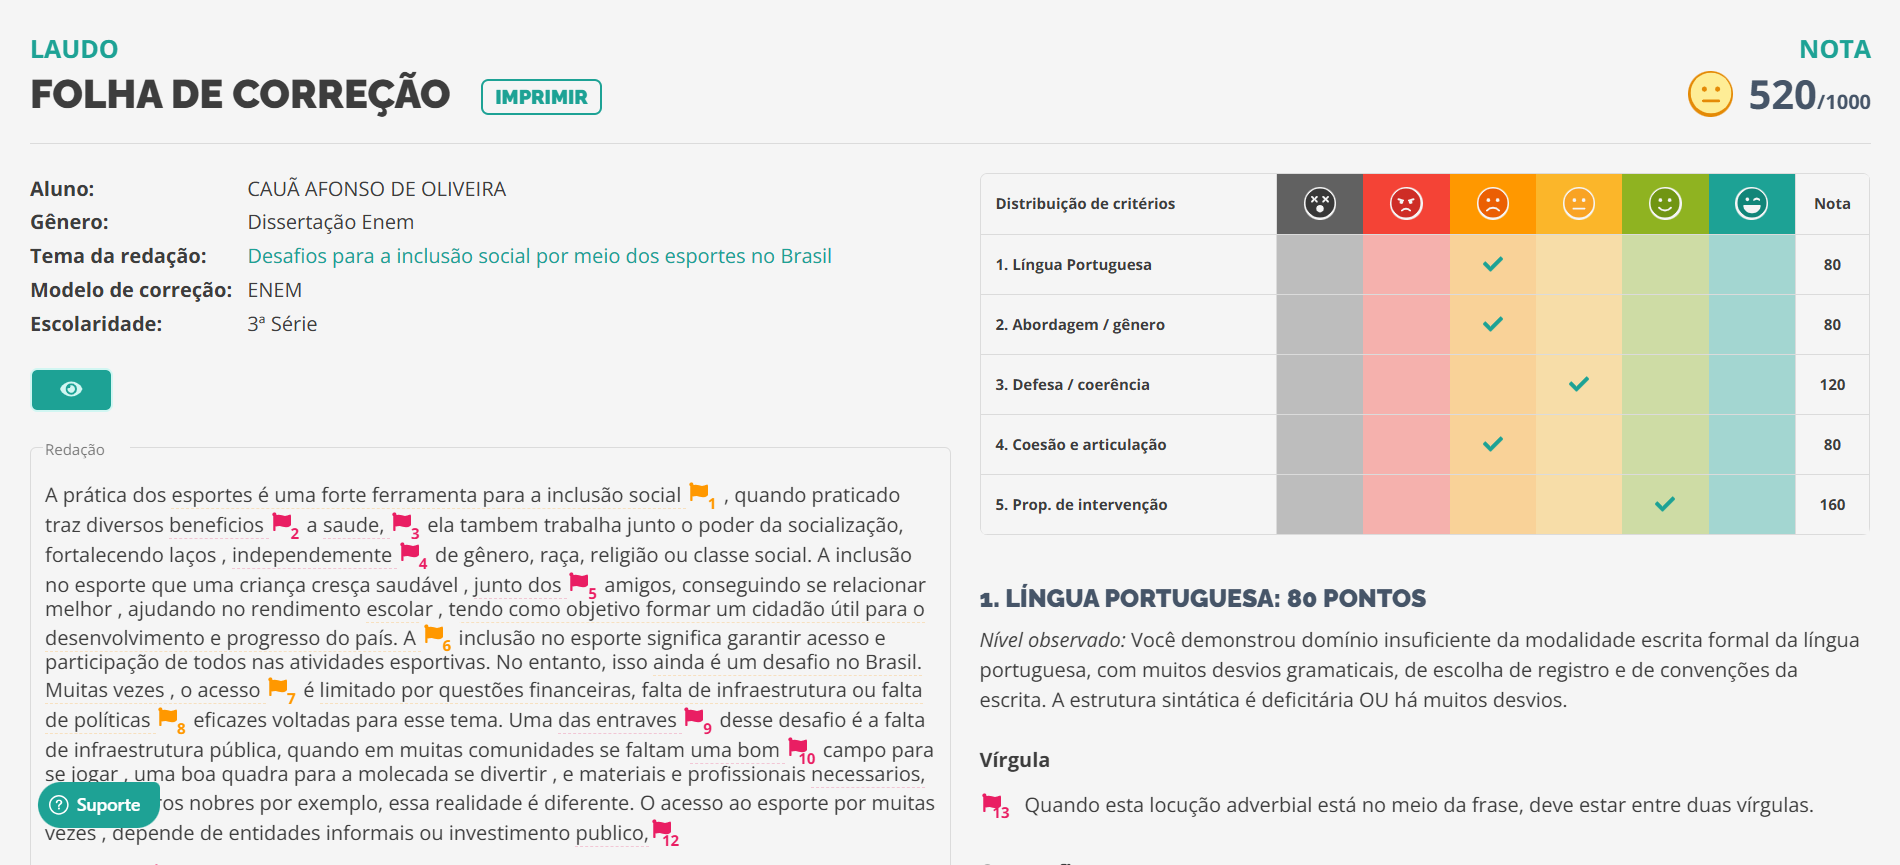 LAUDO
FOLHA DE CORREÇÃO
IMPRIMIR
NOTA
520/1000
Aluno: CAUÃ AFONSO DE OLIVEIRA
Gênero: Dissertação Enem
Tema da redação: Desafios para a inclusão social por meio dos esportes no Brasil
Modelo de correção: ENEM
Escolaridade: 3ª Série
Redação
A prática dos esportes é uma forte ferramenta para a inclusão social 1 , quando praticado
traz diversos beneficios 2 a saude, 3 ela tambem trabalha junto o poder da socialização,
fortalecendo laços , independemente 4 de gênero, raça, religião ou classe social. A inclusão
no esporte que uma criança cresça saudável , junto dos 5 amigos, conseguindo se relacionar
melhor , ajudando no rendimento escolar , tendo como objetivo formar um cidadão útil para o
desenvolvimento e progresso do país. A 6 inclusão no esporte significa garantir acesso e
participação de todos nas atividades esportivas. No entanto, isso ainda é um desafio no Brasil.
Muitas vezes , o acesso 7 é limitado por questões financeiras, falta de infraestrutura ou falta
de políticas 8 eficazes voltadas para esse tema. Uma das entraves 9 desse desafio é a falta
de infraestrutura pública, quando em muitas comunidades se faltam uma bom 10 campo para
se jogar , uma boa quadra para a molecada se divertir , e materiais e profissionais necessarios,
ros nobres por exemplo, essa realidade é diferente. O acesso ao esporte por muitas
vezes , depende de entidades informais ou investimento publico, 12
Suporte
Distribuição de critérios Nota
1. Língua Portuguesa 80
2. Abordagem / gênero 80
3. Defesa / coerência 120
4. Coesão e articulação 80
5. Prop. de intervenção 160
1. LÍNGUA PORTUGUESA: 80 PONTOS
Nível observado: Você demonstrou domínio insuficiente da modalidade escrita formal da língua
portuguesa, com muitos desvios gramaticais, de escolha de registro e de convenções da
escrita. A estrutura sintática é deficitária OU há muitos desvios.
Vírgula
13 Quando esta locução adverbial está no meio da frase, deve estar entre duas vírgulas.